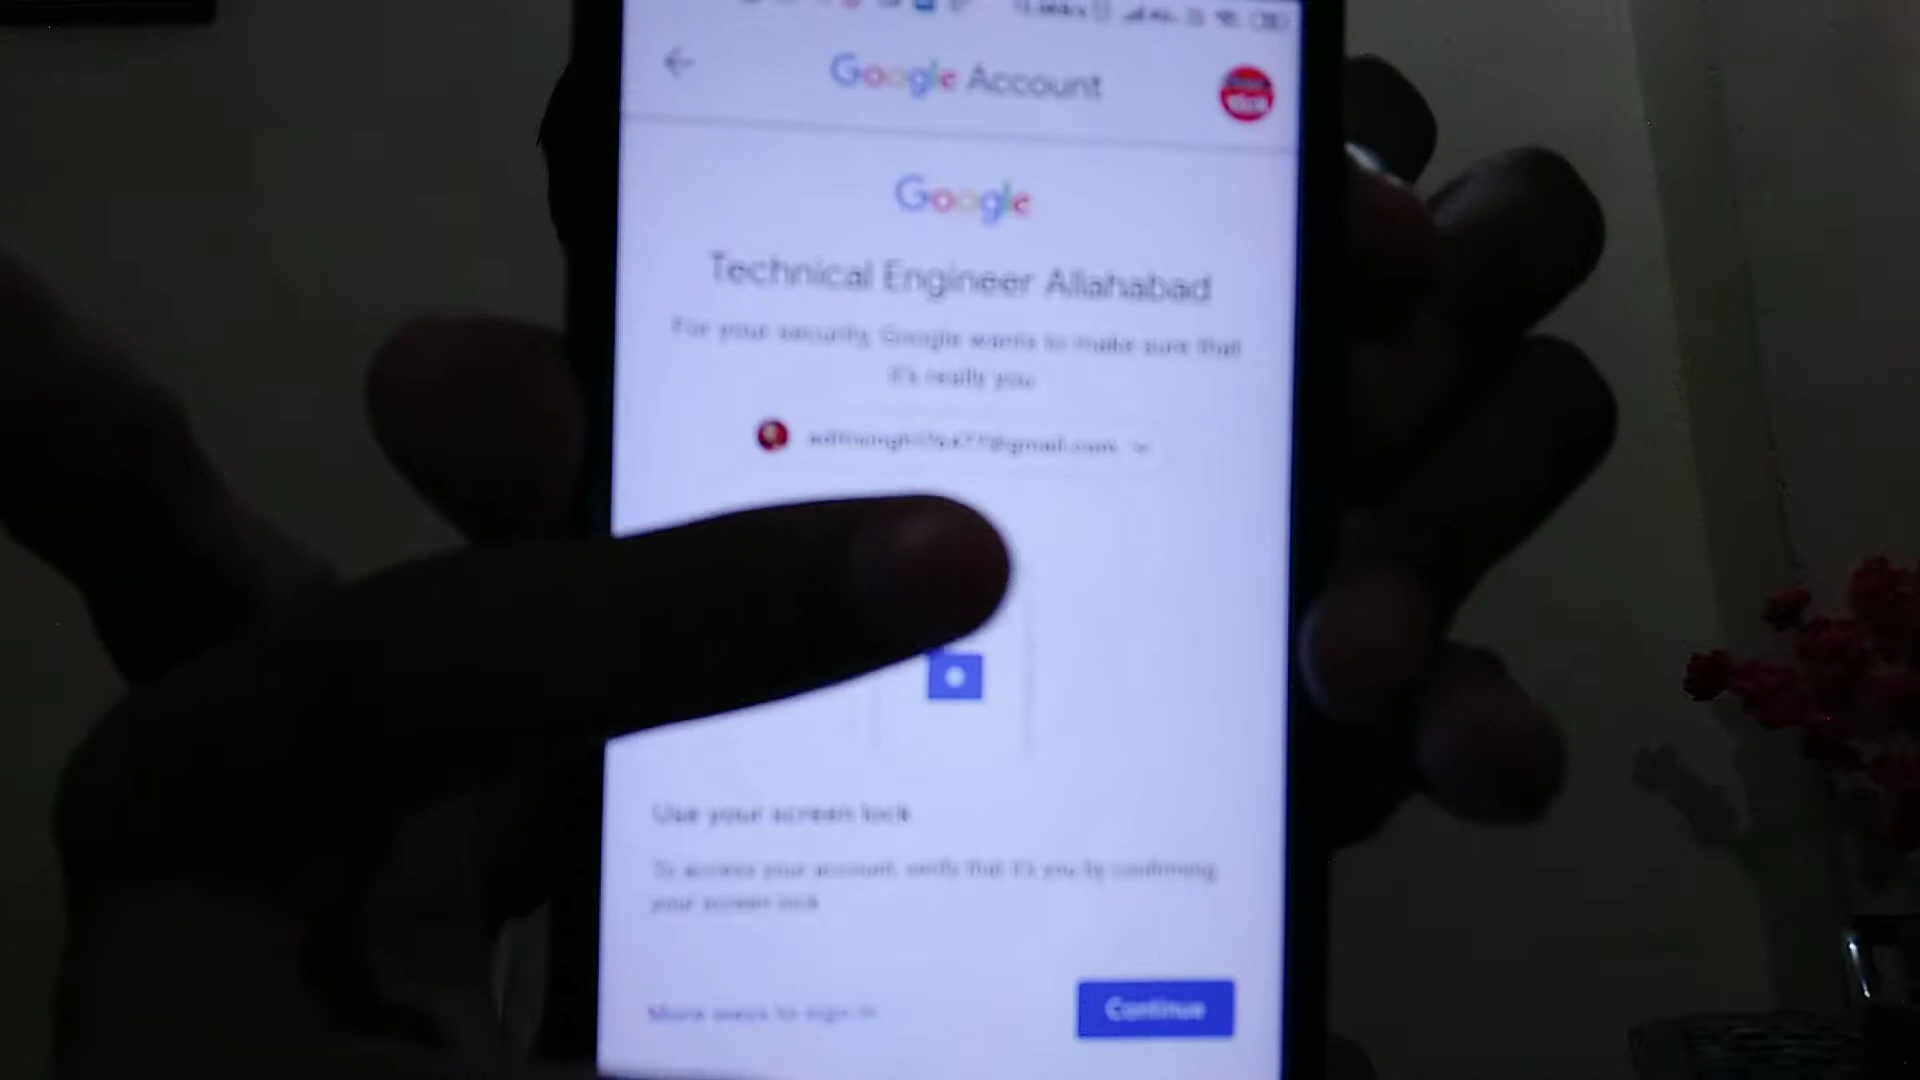 Google Account
Google
Technical Engineer Allahabad
For your security, Google wants to make sure that
it's really you
@gmail.com
Use your screen lock
To access your account, verify that it's you by confirming
your screen lock
More ways to sign in
Continue